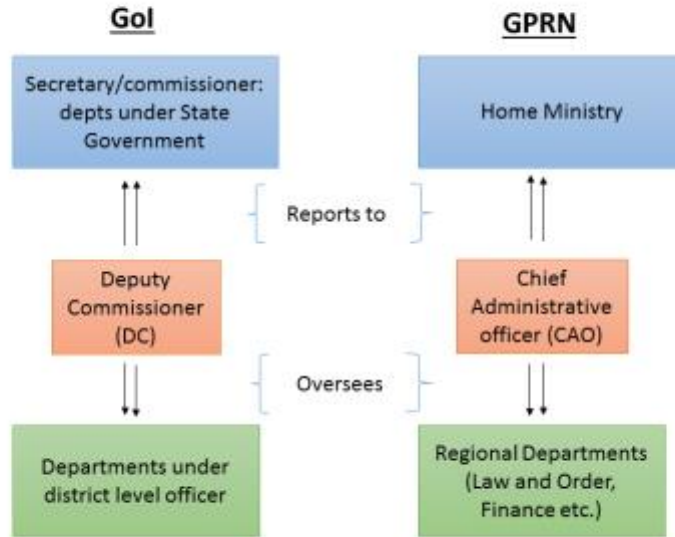 GoI
GPRN
Secretary/commissioner:
depts under State
Government
Home Ministry
Reports to
Deputy
Commissioner
(DC)
Chief
Administrative
officer (CAO)
Oversees
Departments under
district level officer
Regional Departments
(Law and Order,
Finance etc.)